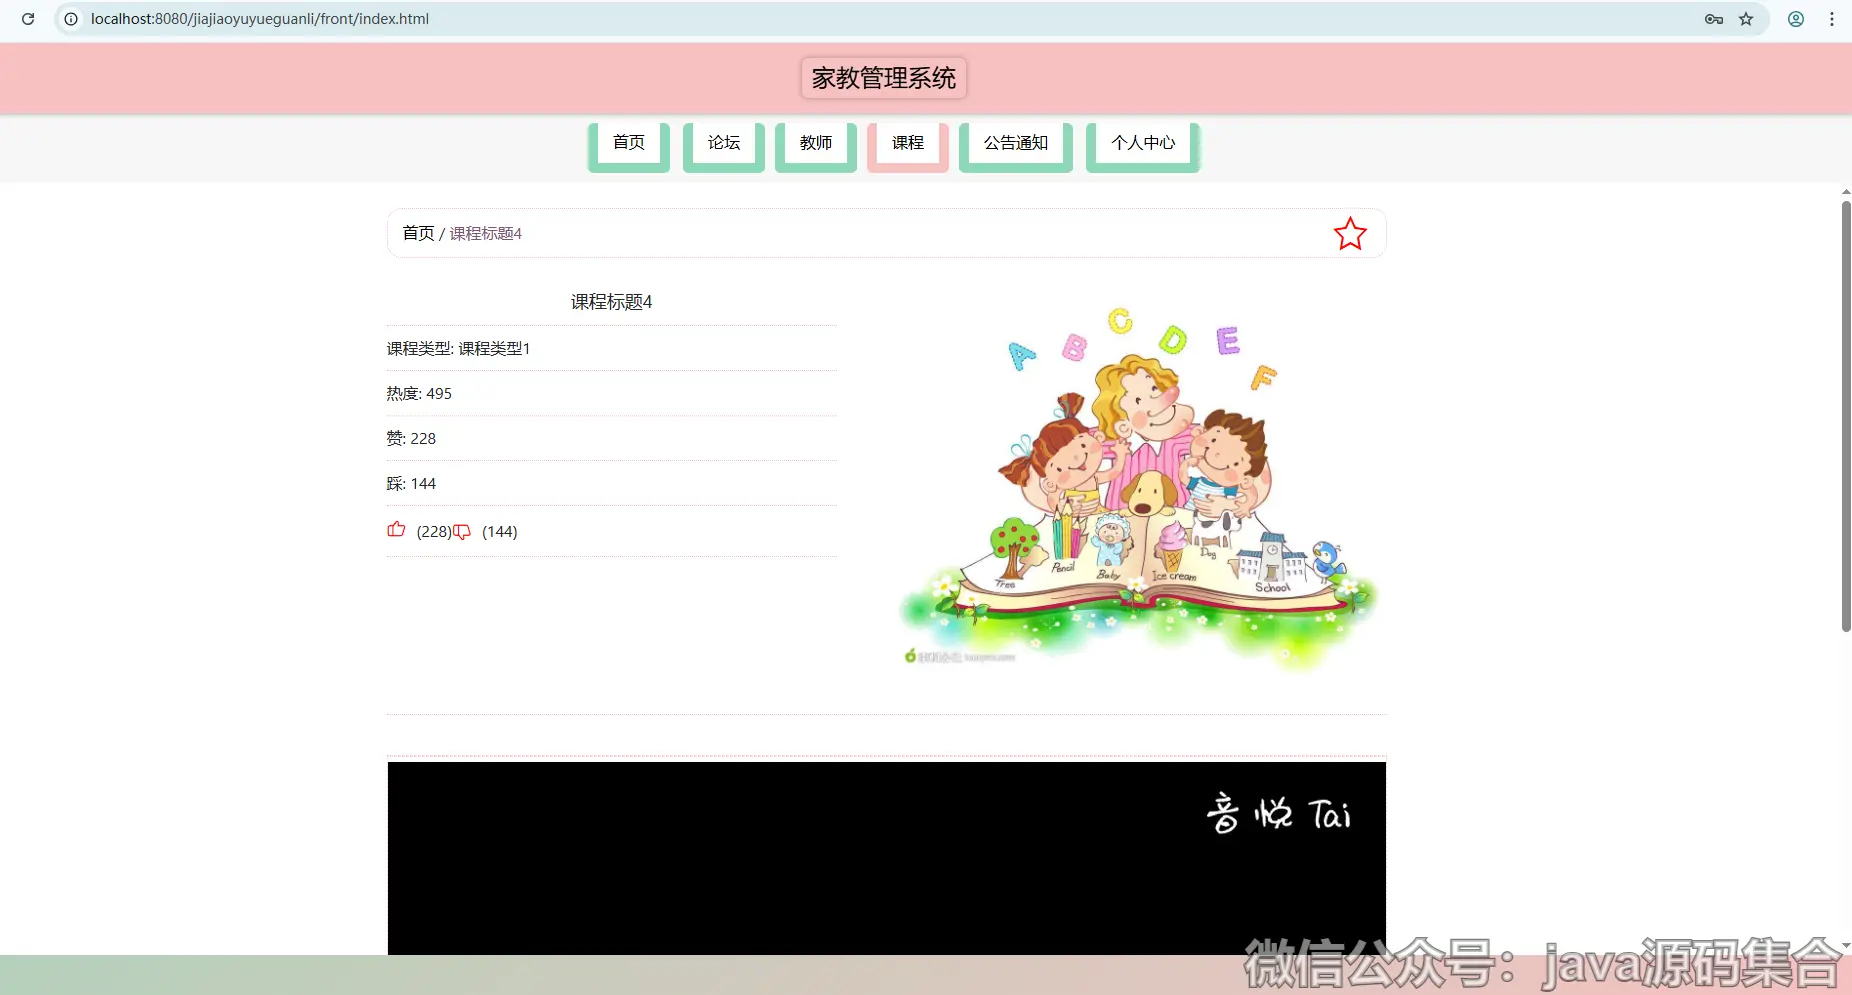 localhost:8080/jiajiaoyuyueguanli/front/index.html
家教管理系统
首页 论坛 教师 课程 公告通知 个人中心
首页 / 课程标题4
课程标题4
课程类型: 课程类型1
热度: 495
赞: 228
踩: 144
(228) (144)
A B C D E F
Tree Pencil Baby Ice cream Dog School
音悦 Tai
微信公众号：java源码集合